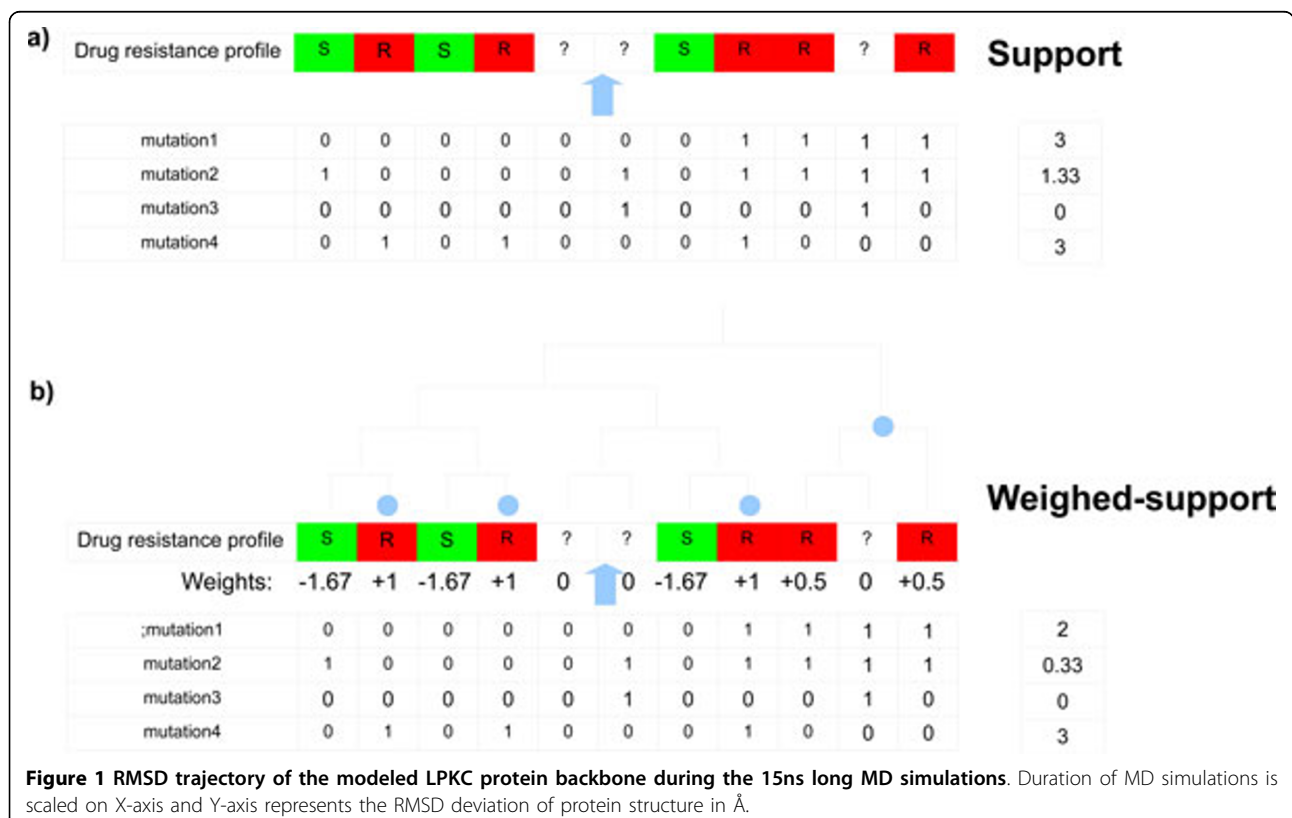 a)
Drug resistance profile S R S R ? ? S R R ? R Support
mutation1 0 0 0 0 0 0 0 1 1 1 1 3
mutation2 1 0 0 0 0 1 0 1 1 1 1 1.33
mutation3 0 0 0 0 0 1 0 0 0 1 0 0
mutation4 0 1 0 1 0 0 0 1 0 0 0 3
b)
Weighed-support
Drug resistance profile S R S R ? ? S R R ? R
Weights: -1.67 +1 -1.67 +1 0 0 -1.67 +1 +0.5 0 +0.5
;mutation1 0 0 0 0 0 0 0 1 1 1 1 2
mutation2 1 0 0 0 0 1 0 1 1 1 1 0.33
mutation3 0 0 0 0 0 1 0 0 0 1 0 0
mutation4 0 1 0 1 0 0 0 1 0 0 0 3
Figure 1 RMSD trajectory of the modeled LPKC protein backbone during the 15ns long MD simulations. Duration of MD simulations is
scaled on X-axis and Y-axis represents the RMSD deviation of protein structure in Å.